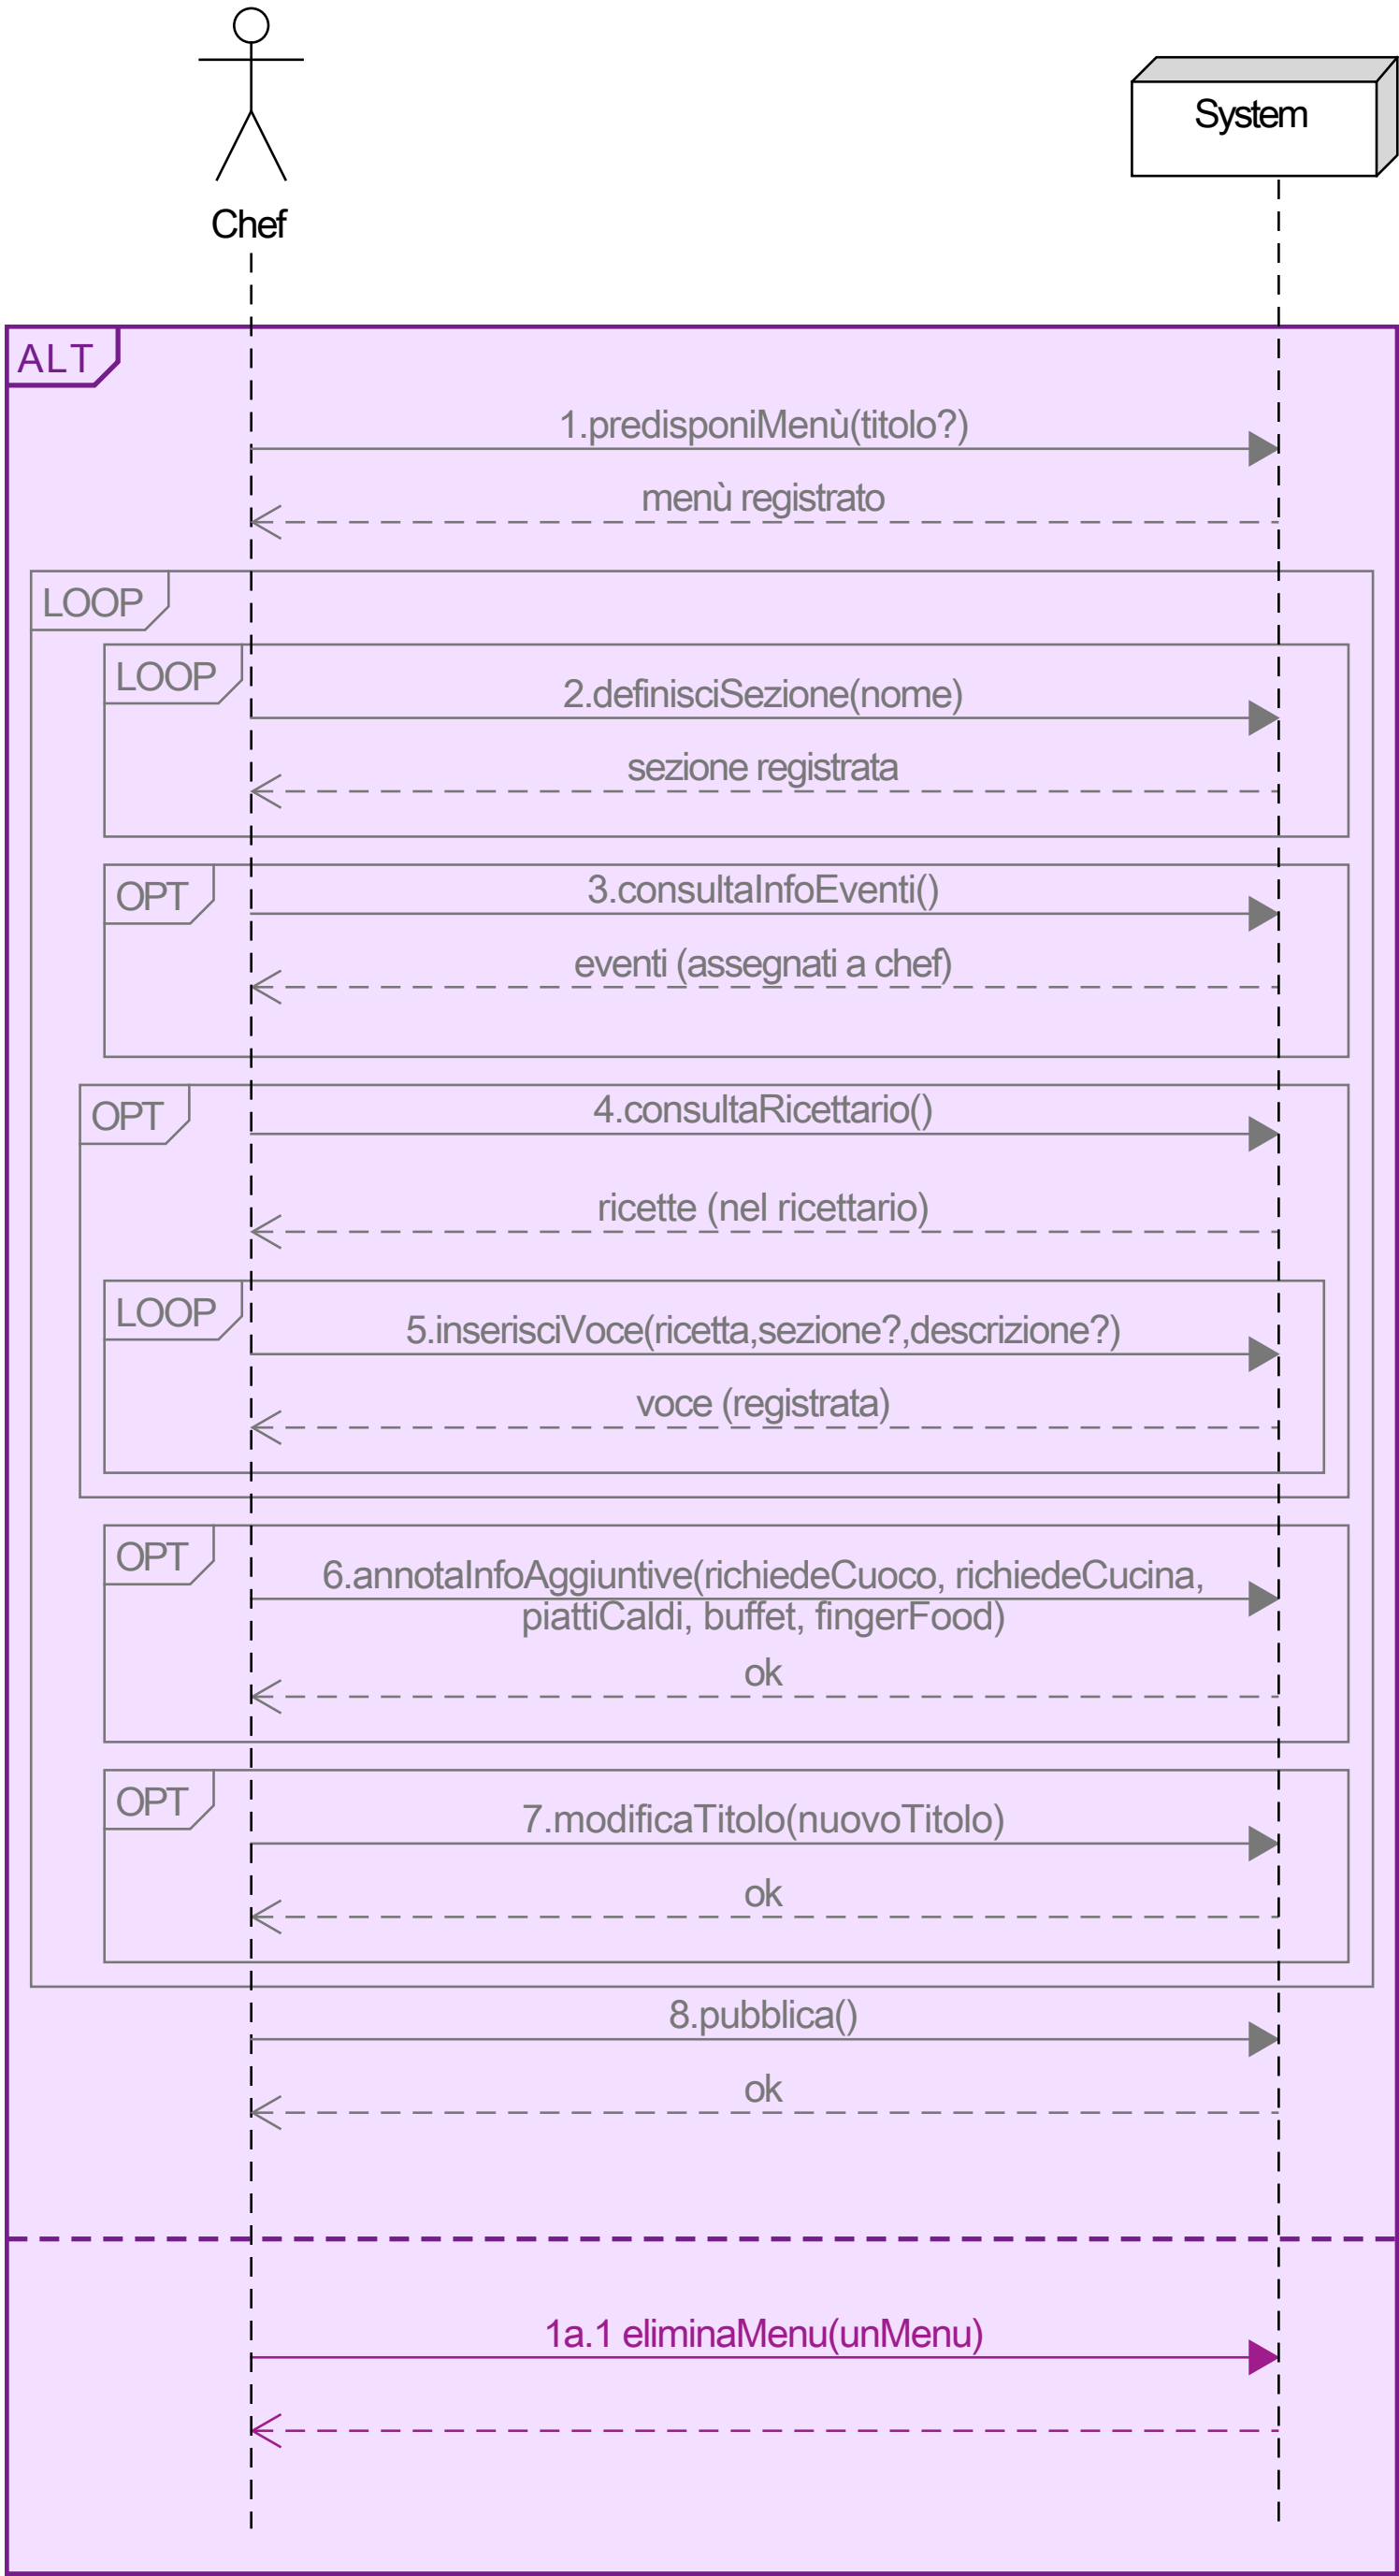 System
Chef
ALT
1.predisponiMenù(titolo?)
menù registrato
LOOP
LOOP
2.definisciSezione(nome)
sezione registrata
OPT
3.consultaInfoEventi()
eventi (assegnati a chef)
OPT
4.consultaRicettario()
ricette (nel ricettario)
LOOP
5.inserisciVoce(ricetta,sezione?,descrizione?)
voce (registrata)
OPT
6.annotaInfoAggiuntive(richiedeCuoco, richiedeCucina,
piattiCaldi, buffet, fingerFood)
ok
OPT
7.modificaTitolo(nuovoTitolo)
ok
8.pubblica()
ok
1a.1 eliminaMenu(unMenu)